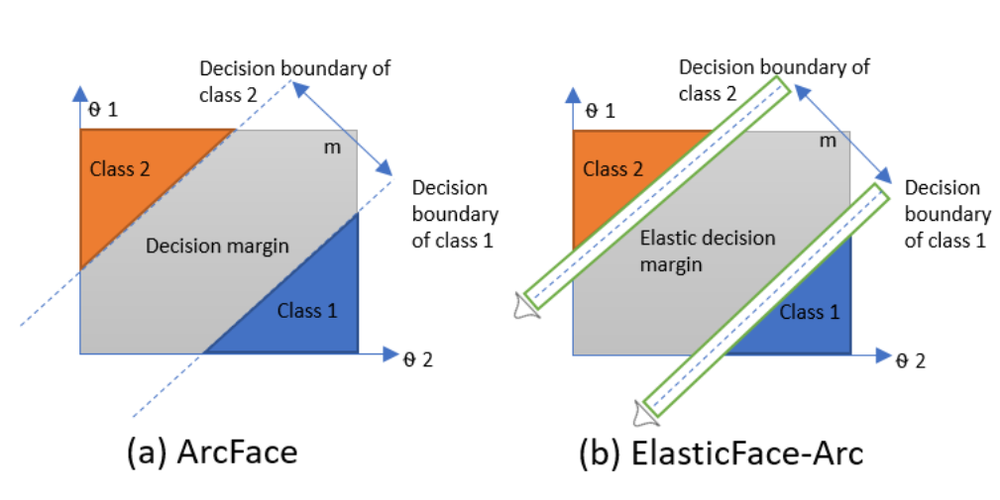 Decision boundary of
class 2
ϑ 1
m
Class 2
Decision
boundary
of class 1
Decision margin
Class 1
ϑ 2
(a) ArcFace
Decision boundary of
class 2
ϑ 1
m
Class 2
Decision
boundary
of class 1
Elastic decision
margin
Class 1
ϑ 2
(b) ElasticFace-Arc